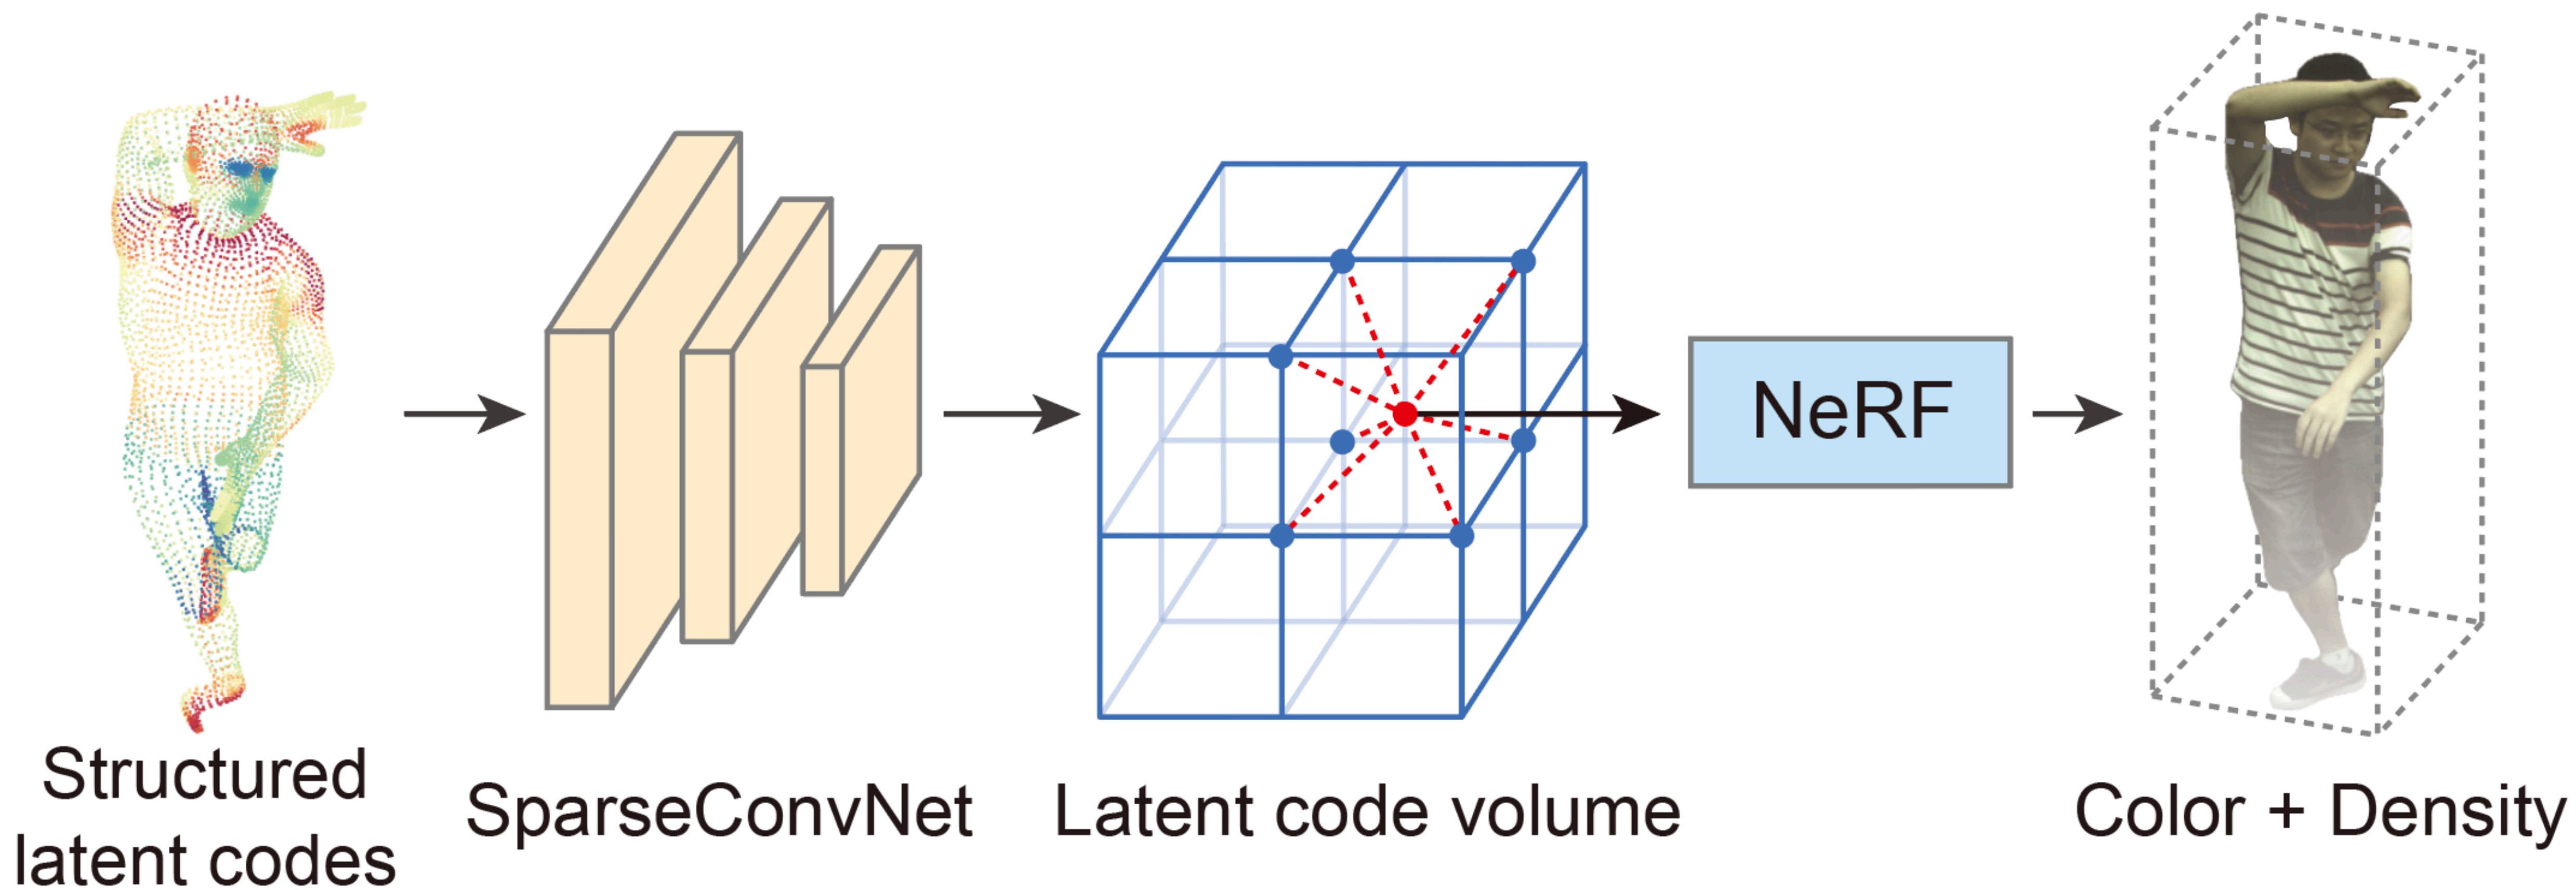 NeRF
Structured
latent codes
SparseConvNet
Latent code volume
Color + Density